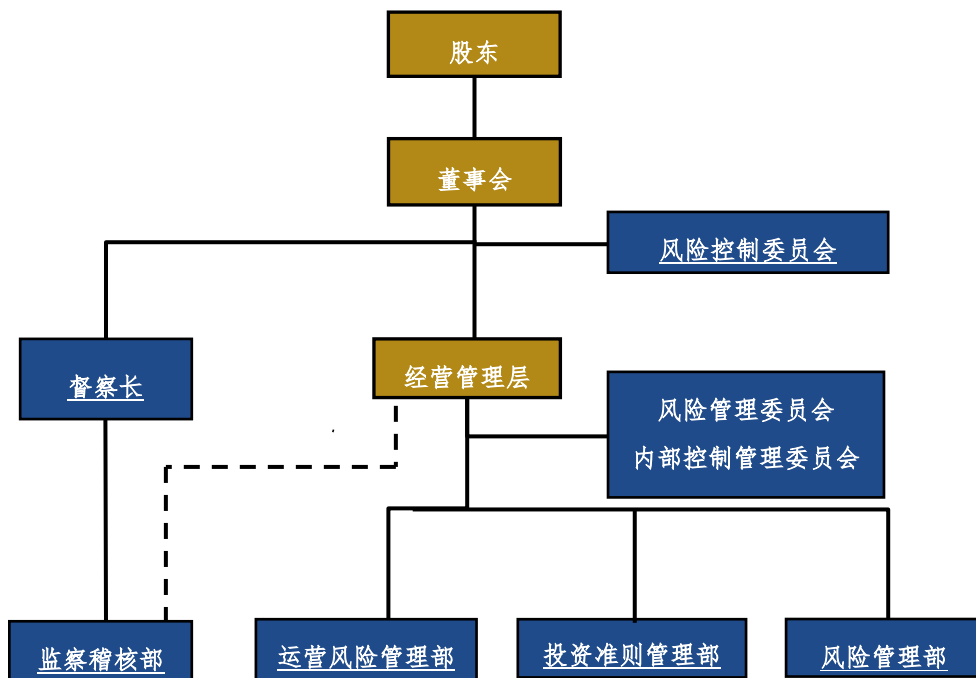 股东
董事会
风险控制委员会
督察长
经营管理层
风险管理委员会
内部控制管理委员会
监察稽核部
运营风险管理部
投资准则管理部
风险管理部